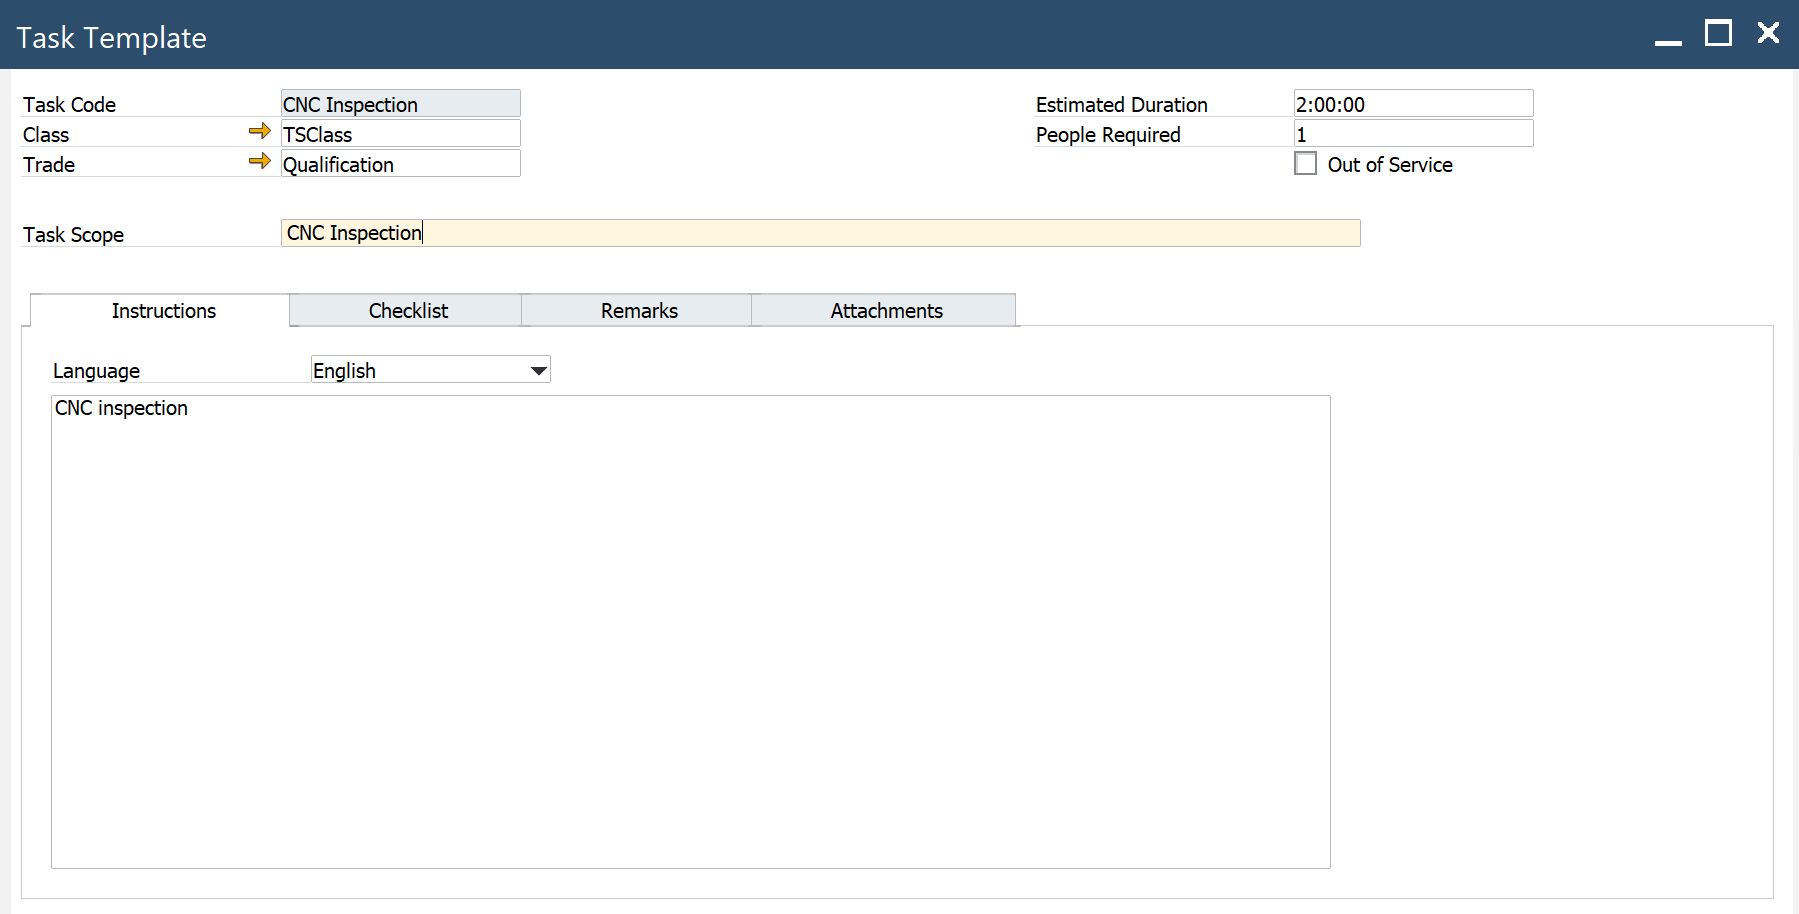 Task Template
Task Code CNC Inspection
Class TSClass
Trade Qualification
Estimated Duration 2:00:00
People Required 1
Out of Service
Task Scope CNC Inspection
Instructions Checklist Remarks Attachments
Language English
CNC inspection